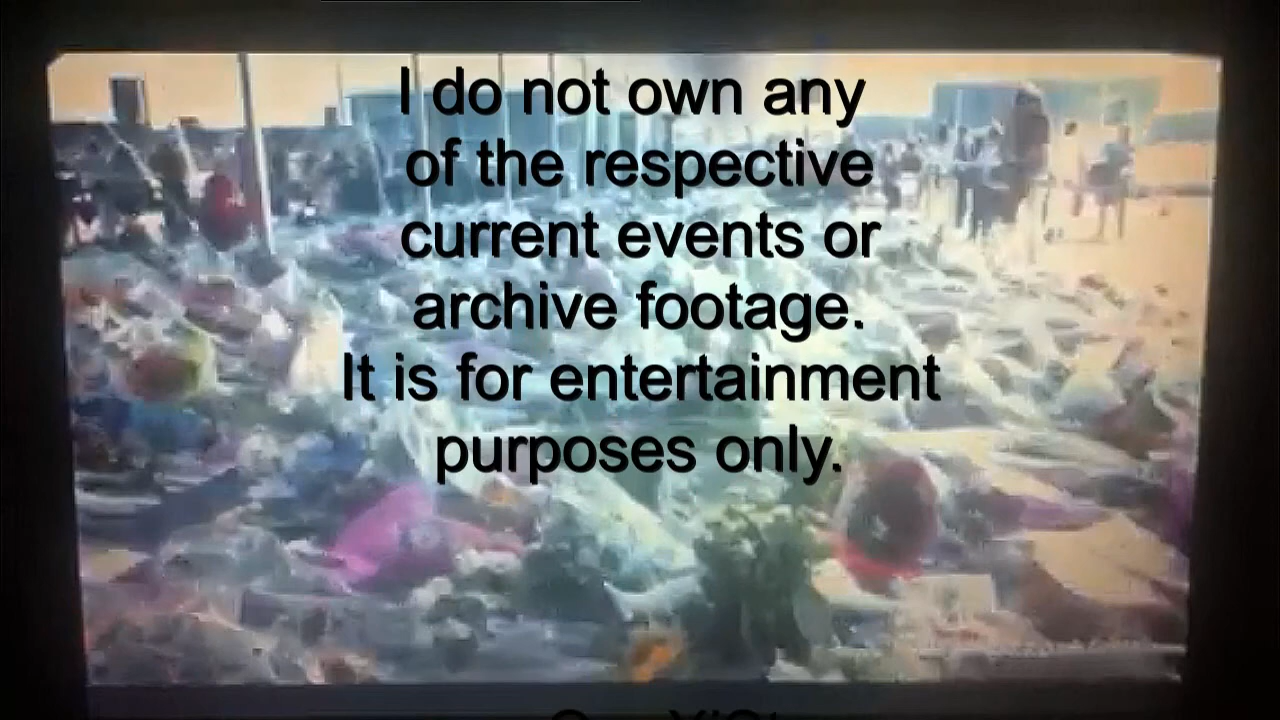 I do not own any
of the respective
current events or
archive footage.
It is for entertainment
purposes only.